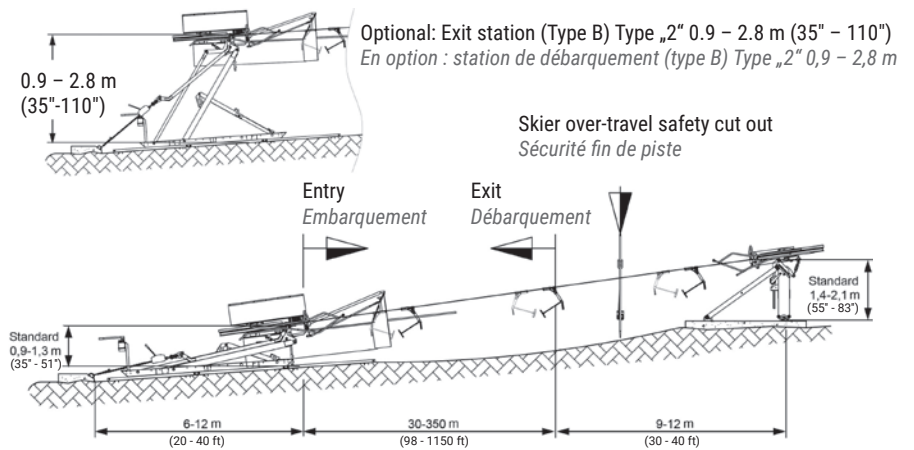 Optional: Exit station (Type B) Type „2“ 0.9 – 2.8 m (35" – 110")
En option : station de débarquement (type B) Type „2“ 0,9 – 2,8 m
0.9 – 2.8 m
(35"-110")
Skier over-travel safety cut out
Sécurité fin de piste
Entry
Embarquement
Exit
Débarquement
Standard
1,4-2,1 m
(55" - 83")
Standard
0,9-1,3 m
(35" - 51")
6-12 m
(20 - 40 ft)
30-350 m
(98 - 1150 ft)
9-12 m
(30 - 40 ft)